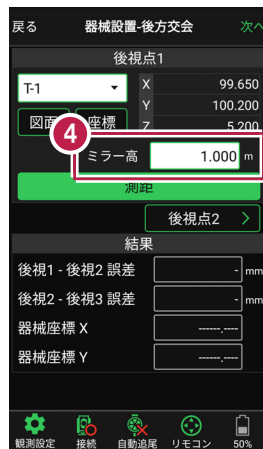 戻る 器械設置-後方交会 次へ
後視点1
T-1 X 99.650
Y 100.200
図面 座標 Z 5.200
4
ミラー高 1.000 m
測距
後視点2
結果
後視1 - 後視2 誤差 - mm
後視2 - 後視3 誤差 - mm
器械座標 X ------.----
器械座標 Y ------.----
観測設定 接続 自動追尾 リモコン 50%